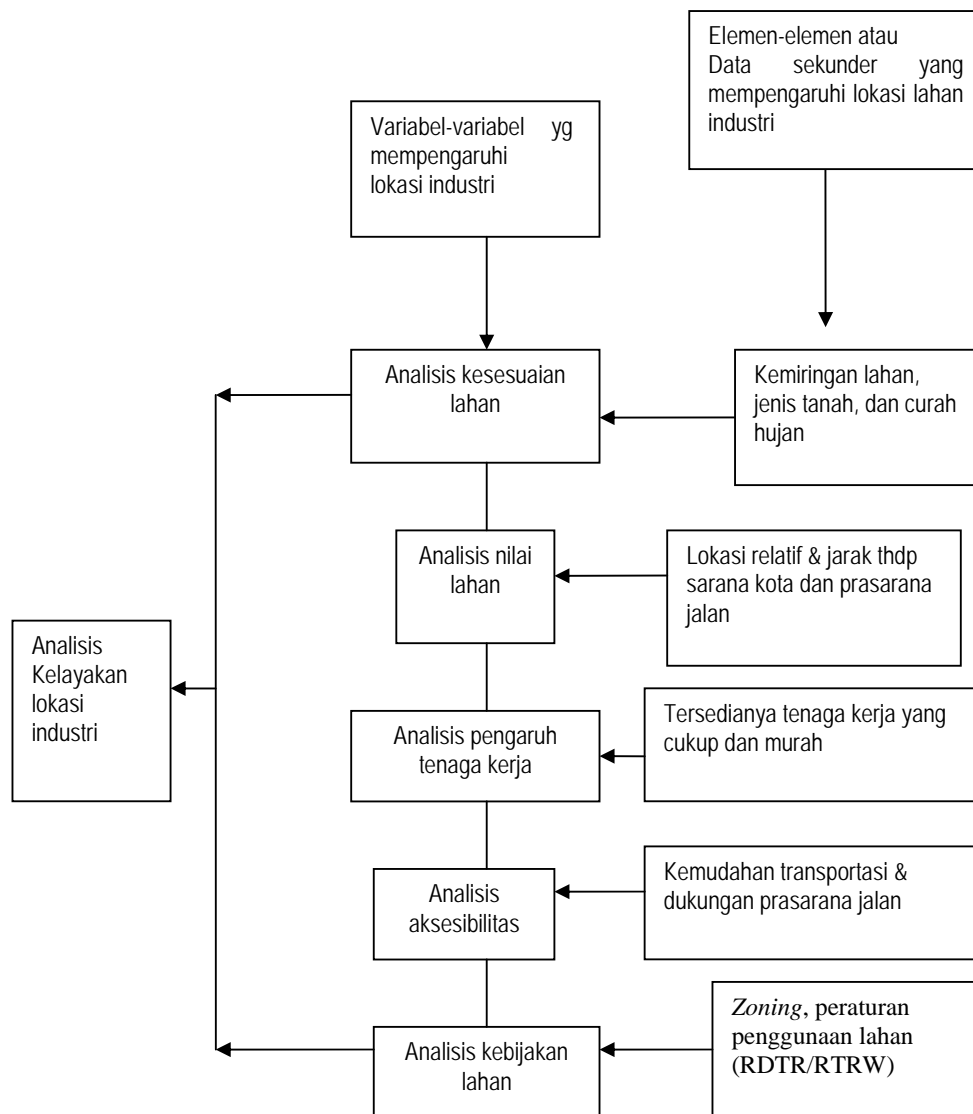 Elemen-elemen atau
Data sekunder yang
mempengaruhi lokasi lahan
industri
Variabel-variabel yg
mempengaruhi
lokasi industri
Analisis kesesuaian
lahan
Kemiringan lahan,
jenis tanah, dan curah
hujan
Analisis nilai
lahan
Lokasi relatif & jarak thdp
sarana kota dan prasarana
jalan
Analisis
Kelayakan
lokasi
industri
Analisis pengaruh
tenaga kerja
Tersedianya tenaga kerja yang
cukup dan murah
Analisis
aksesibilitas
Kemudahan transportasi &
dukungan prasarana jalan
Analisis kebijakan
lahan
Zoning, peraturan
penggunaan lahan
(RDTR/RTRW)